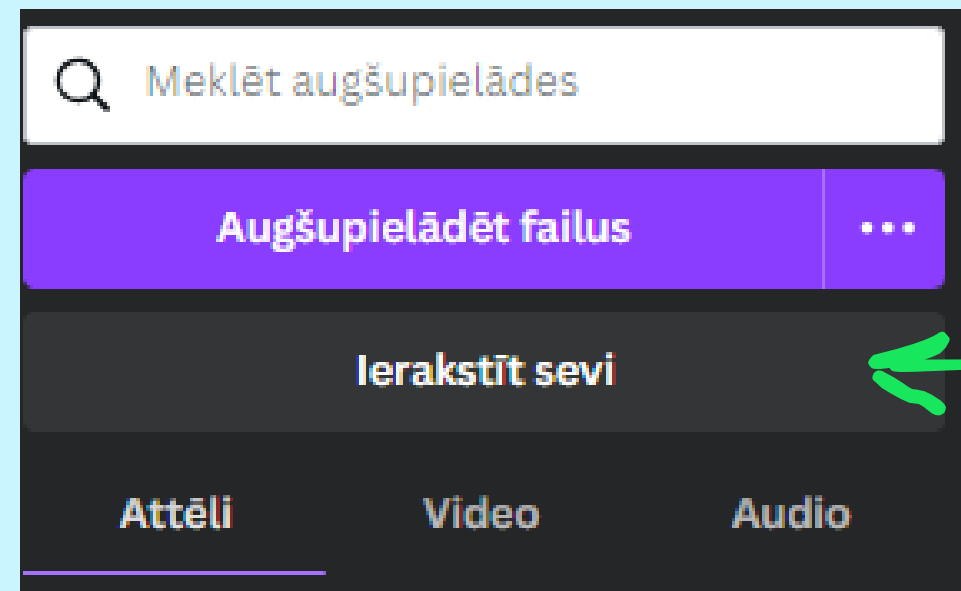 Meklēt augšupielādes
Augšupielādēt failus
Ierakstīt sevi
Attēli Video Audio